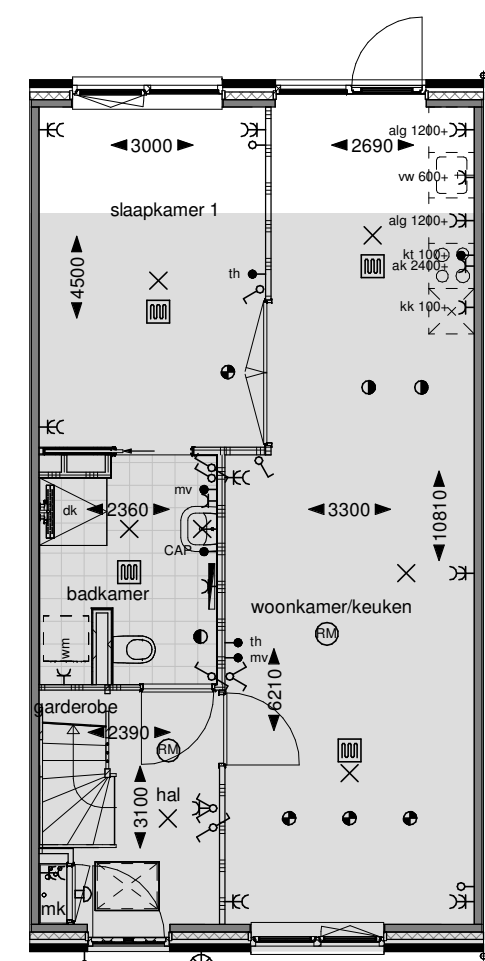 alg 1200+
3000
2690
vw 600+
slaapkamer 1
alg 1200+
kt 100+
ak 2400+
4500
th
kk 100+
mv
dk
2360
3300
10810
CAP
badkamer
woonkamer/keuken
RM
wm
th
mv
6210
garderobe
2390
RM
3100
hal
mk